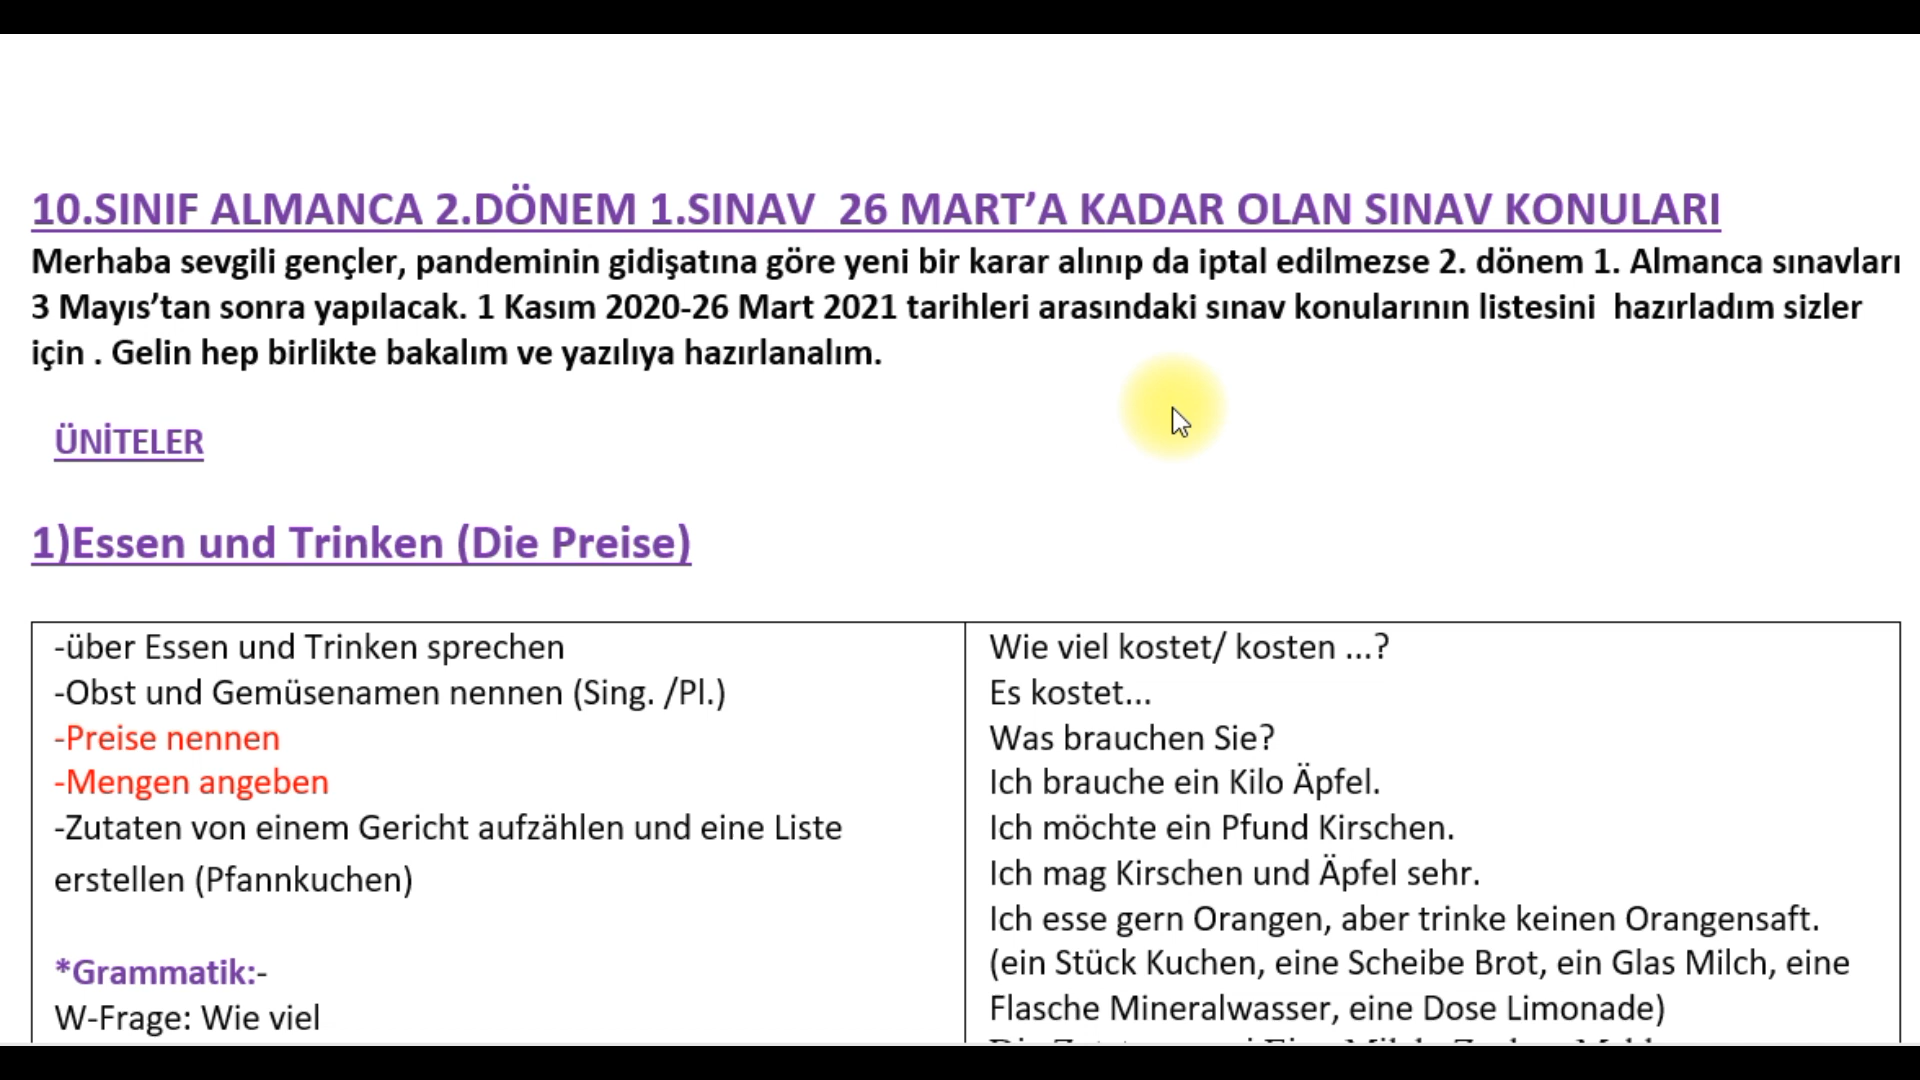 10.SINIF ALMANCA 2.DÖNEM 1.SINAV  26 MART’A KADAR OLAN SINAV KONULARI
Merhaba sevgili gençler, pandeminin gidişatına göre yeni bir karar alınıp da iptal edilmezse 2. dönem 1. Almanca sınavları
3 Mayıs’tan sonra yapılacak. 1 Kasım 2020-26 Mart 2021 tarihleri arasındaki sınav konularının listesini  hazırladım sizler
için . Gelin hep birlikte bakalım ve yazılıya hazırlanalım.
ÜNİTELER
1)Essen und Trinken (Die Preise)
-über Essen und Trinken sprechen
-Obst und Gemüsenamen nennen (Sing. /Pl.)
-Preise nennen
-Mengen angeben
-Zutaten von einem Gericht aufzählen und eine Liste
erstellen (Pfannkuchen)
*Grammatik:-
W-Frage: Wie viel
Wie viel kostet/ kosten ...?
Es kostet...
Was brauchen Sie?
Ich brauche ein Kilo Äpfel.
Ich möchte ein Pfund Kirschen.
Ich mag Kirschen und Äpfel sehr.
Ich esse gern Orangen, aber trinke keinen Orangensaft.
(ein Stück Kuchen, eine Scheibe Brot, ein Glas Milch, eine
Flasche Mineralwasser, eine Dose Limonade)